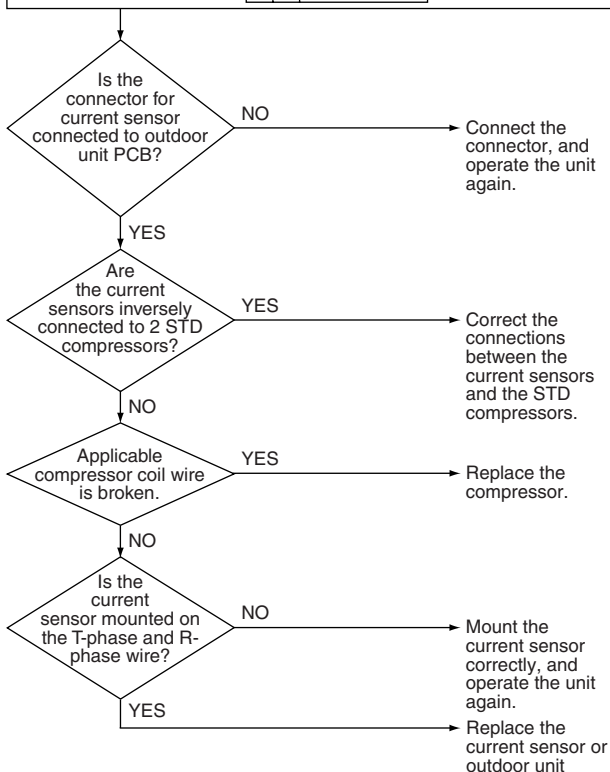 Is the
connector for
current sensor
connected to outdoor
unit PCB?
NO
Connect the
connector, and
operate the unit
again.
YES
Are
the current
sensors inversely
connected to 2 STD
compressors?
YES
Correct the
connections
between the
current sensors
and the STD
compressors.
NO
Applicable
compressor coil wire
is broken.
YES
Replace the
compressor.
NO
Is the
current
sensor mounted on
the T-phase and R-
phase wire?
NO
Mount the
current sensor
correctly, and
operate the unit
again.
YES
Replace the
current sensor or
outdoor unit